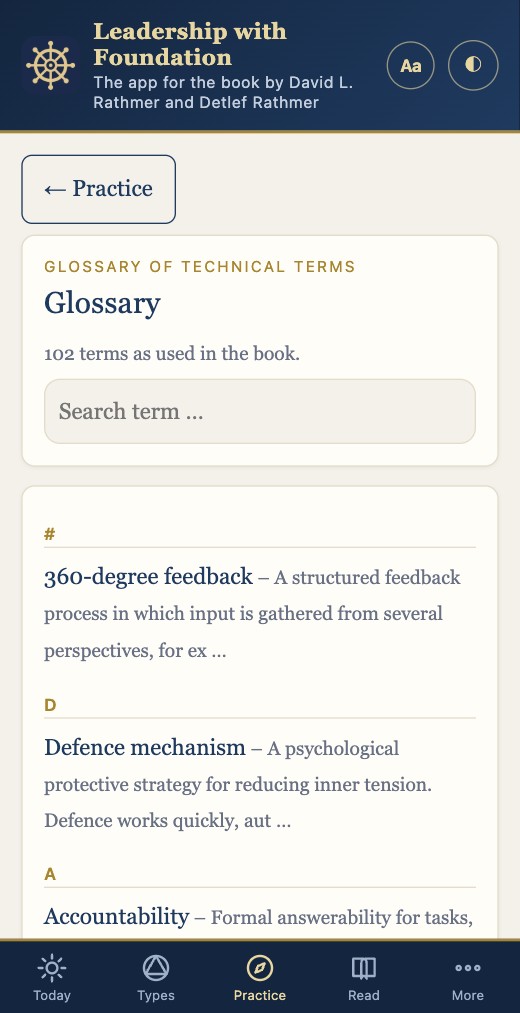 Leadership with
Foundation
The app for the book by David L.
Rathmer and Detlef Rathmer
Aa
← Practice
GLOSSARY OF TECHNICAL TERMS
Glossary
102 terms as used in the book.
Search term ...
#
360-degree feedback – A structured feedback
process in which input is gathered from several
perspectives, for ex ...
D
Defence mechanism – A psychological
protective strategy for reducing inner tension.
Defence works quickly, aut ...
A
Accountability – Formal answerability for tasks,
Today
Types
Practice
Read
More